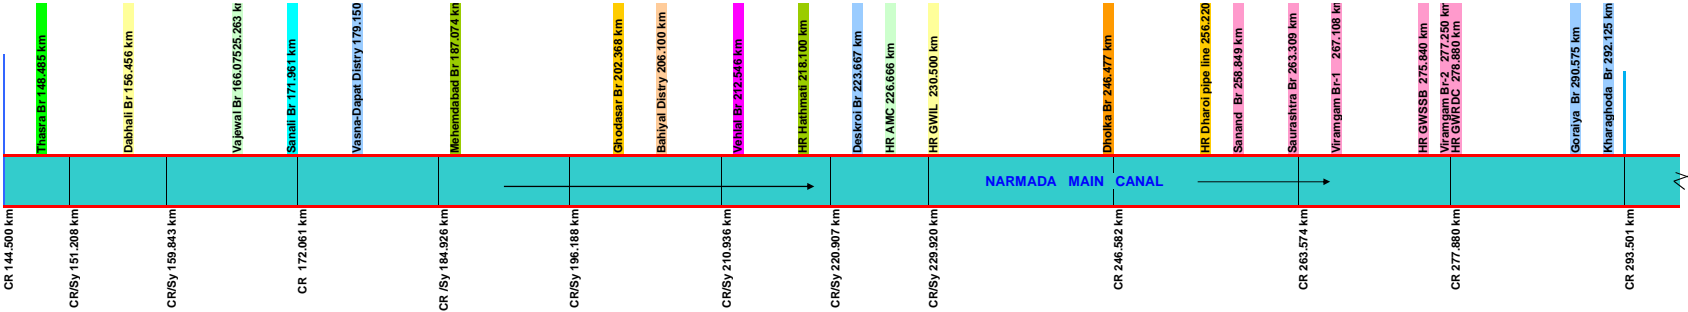 Thasra Br 148.485 km
Dabhali Br 156.456 km
Vajewal Br 166.07525.263 k
Sanali Br 171.961 km
Vasna-Dapat Distry 179.150
Mehemdabad Br 187.074 km
Ghodasar Br 202.368 km
Bahiyal Distry 206.100 km
Vehlal Br 212.546 km
HR Hathmati 218.100 km
Deskroi Br 223.667 km
HR AMC 226.666 km
HR GWIL 230.500 km
Dholka Br 246.477 km
HR Dharoi pipe line 256.220
Sanand Br 258.849 km
Saurashtra Br 263.309 km
Viramgam Br-1 267.108 km
HR GWSSB 275.840 km
Viramgam Br-2 277.250 km
HR GWRDC 278.880 km
Goraiya Br 290.575 km
Kharaghoda Br 292.125 km
NARMADA MAIN CANAL
CR 144.500 km
CR/Sy 151.208 km
CR/Sy 159.843 km
CR 172.061 km
CR /Sy 184.926 km
CR/Sy 196.188 km
CR/Sy 210.936 km
CR/Sy 220.907 km
CR/Sy 229.920 km
CR 246.582 km
CR 263.574 km
CR 277.880 km
CR 293.501 km